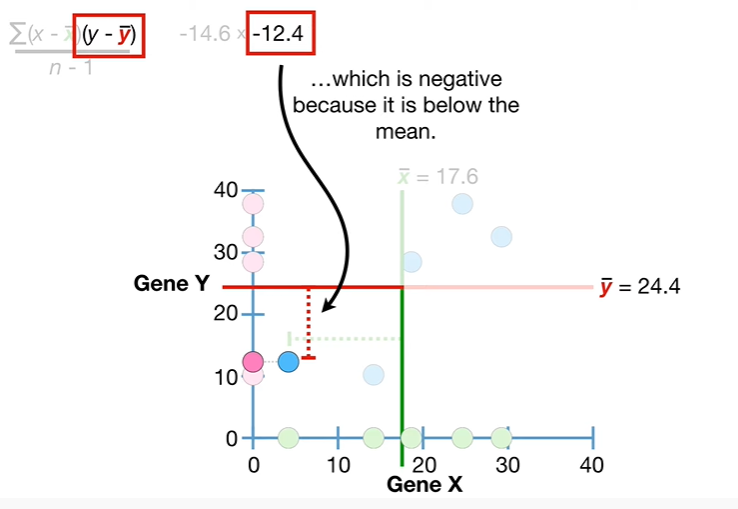 ∑(x - x̅)(y - y̅)
n - 1
-14.6 × -12.4
...which is negative
because it is below the
mean.
x̅ = 17.6
40
30
Gene Y
y̅ = 24.4
20
10
0
0 10 20 30 40
Gene X